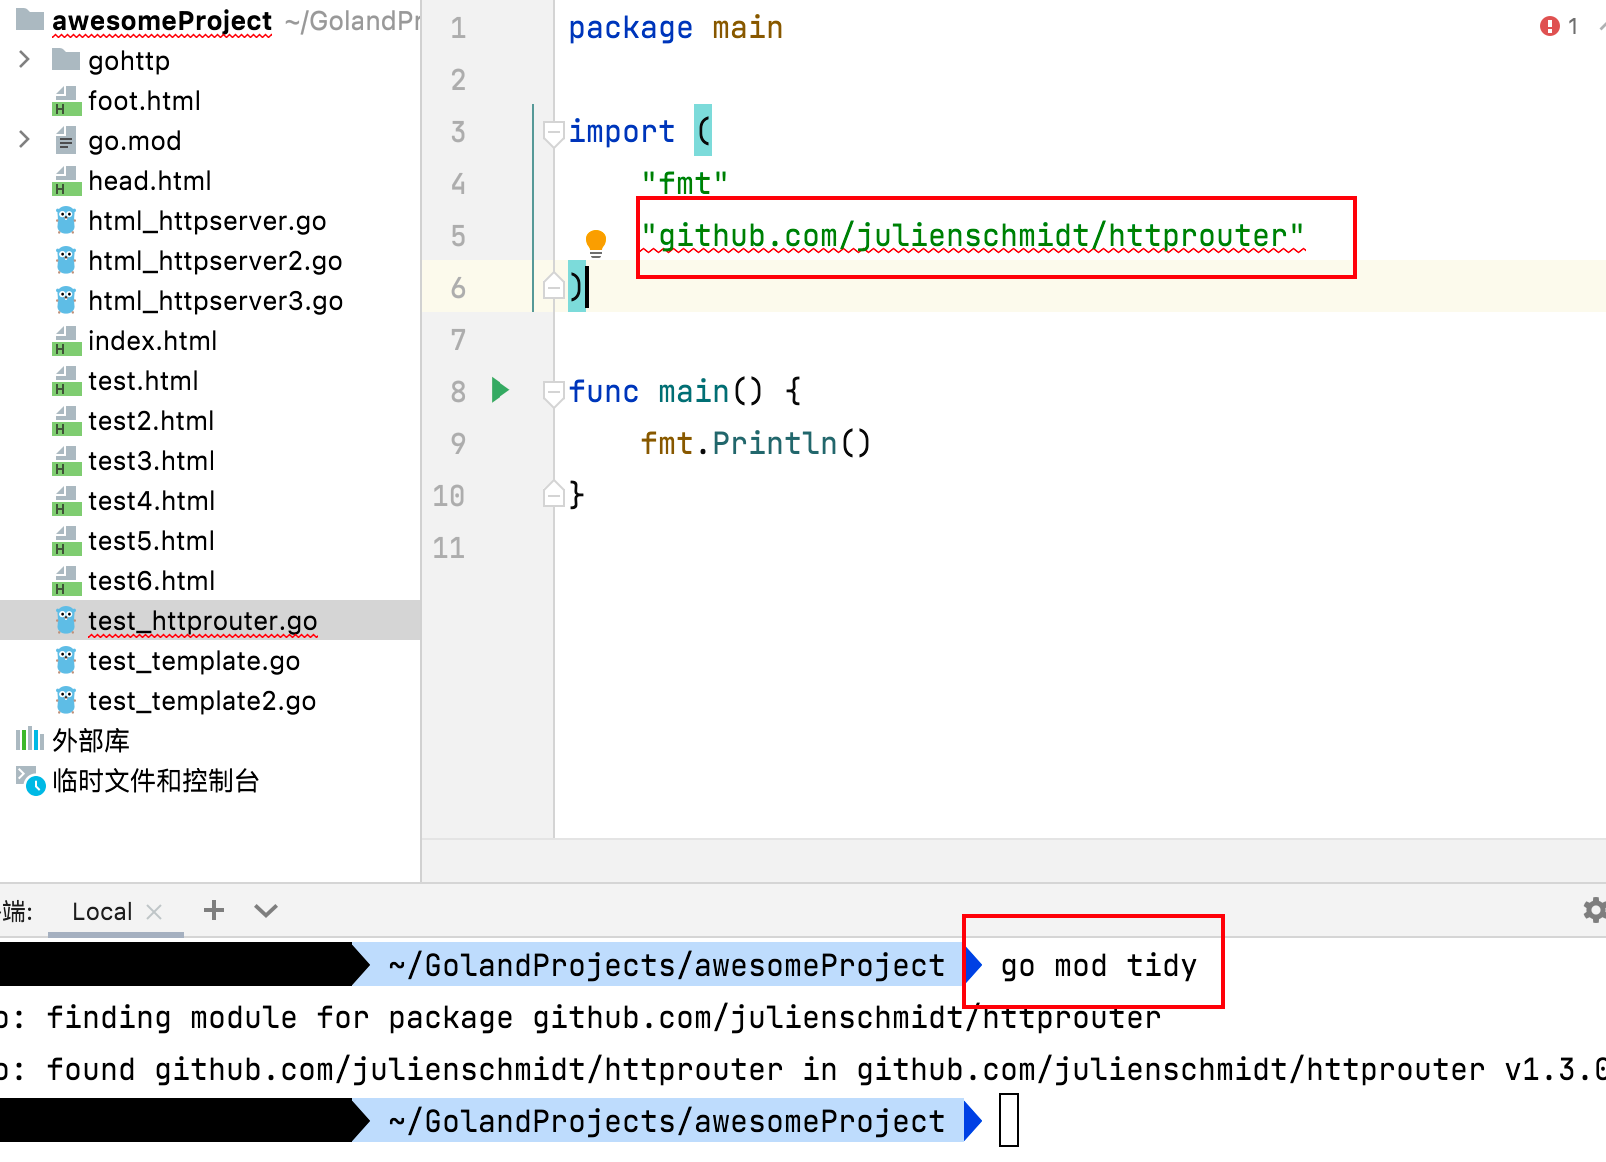 awesomeProject ~/GolandPr
gohttp
foot.html
go.mod
head.html
html_httpserver.go
html_httpserver2.go
html_httpserver3.go
index.html
test.html
test2.html
test3.html
test4.html
test5.html
test6.html
test_httprouter.go
test_template.go
test_template2.go
外部库
临时文件和控制台
1 package main
2
3 import (
4 "fmt"
5 "github.com/julienschmidt/httprouter"
6 )
7
8 func main() {
9 fmt.Println()
10 }
11
1
端: Local
~/GolandProjects/awesomeProject go mod tidy
o: finding module for package github.com/julienschmidt/httprouter
o: found github.com/julienschmidt/httprouter in github.com/julienschmidt/httprouter v1.3.0
~/GolandProjects/awesomeProject